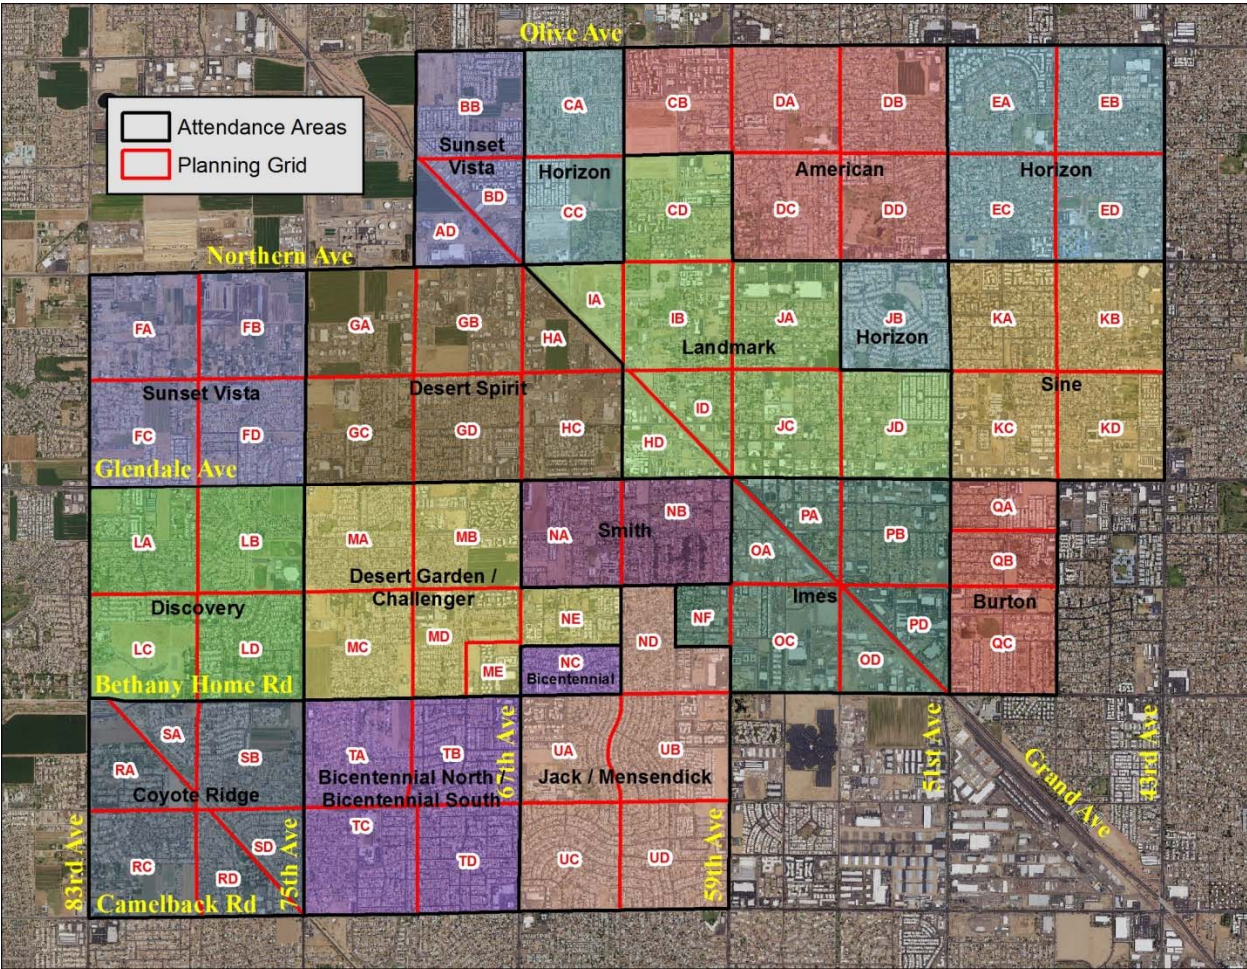 Olive Ave
Attendance Areas
Planning Grid
BB
CA
CB
DA
DB
EA
EB
Sunset
Vista
Horizon
American
Horizon
BD
AD
CC
CD
DC
DD
EC
ED
Northern Ave
FA
FB
GA
GB
HA
IA
IB
JA
JB
KA
KB
Landmark
Horizon
Sunset Vista
Desert Spirit
Sine
FC
FD
GC
GD
HC
HD
ID
JC
JD
KC
KD
Glendale Ave
LA
LB
MA
MB
NA
NB
Smith
OA
PA
PB
QA
QB
Desert Garden /
Challenger
Discovery
Imes
Burton
LC
LD
MC
MD
ME
NE
NC
Bicentennial
ND
NF
OC
OD
PD
QC
Bethany Home Rd
SA
RA
SB
TA
TB
UA
UB
Coyote Ridge
Bicentennial North /
Bicentennial South
67th Ave
Jack / Mensendick
51st Ave
Grand Ave
43rd Ave
83rd Ave
RC
RD
SD
75th Ave
TC
TD
UC
UD
59th Ave
Camelback Rd